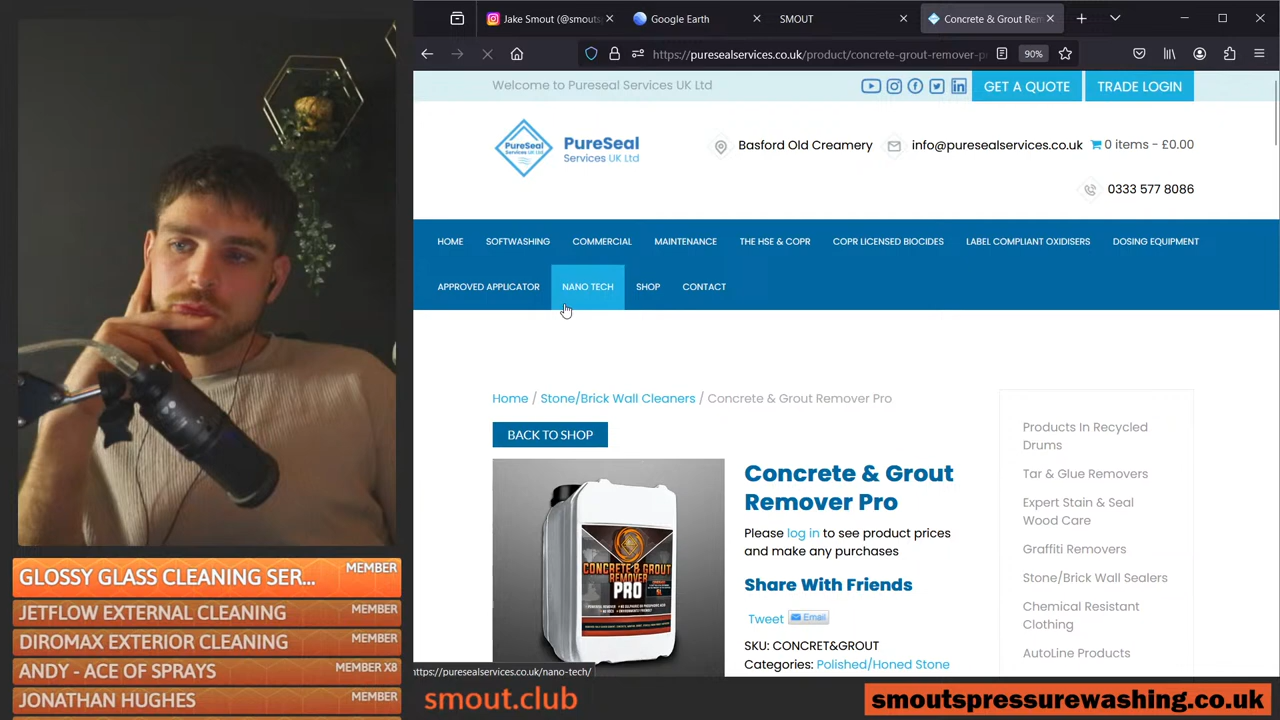 Jake Smout (@smouts
Google Earth
SMOUT
Concrete & Grout Rem
https://puresealservices.co.uk/product/concrete-grout-remover-p
90%
Welcome to Pureseal Services UK Ltd
GET A QUOTE
TRADE LOGIN
PureSeal
Services UK Ltd
PureSeal
Services UK Ltd
Basford Old Creamery
info@puresealservices.co.uk
0 items - £0.00
0333 577 8086
HOME
SOFTWASHING
COMMERCIAL
MAINTENANCE
THE HSE & COPR
COPR LICENSED BIOCIDES
LABEL COMPLIANT OXIDISERS
DOSING EQUIPMENT
APPROVED APPLICATOR
NANO TECH
SHOP
CONTACT
Home / Stone/Brick Wall Cleaners / Concrete & Grout Remover Pro
BACK TO SHOP
CONCRETE & GROUT
REMOVER
PRO
Concrete & Grout
Remover Pro
Please log in to see product prices
and make any purchases
Share With Friends
Tweet
Email
SKU: CONCRET&GROUT
Categories: Polished/Honed Stone
Products In Recycled
Drums
Tar & Glue Removers
Expert Stain & Seal
Wood Care
Graffiti Removers
Stone/Brick Wall Sealers
Chemical Resistant
Clothing
AutoLine Products
https://puresealservices.co.uk/nano-tech/
GLOSSY GLASS CLEANING SER...
MEMBER
JETFLOW EXTERNAL CLEANING
MEMBER
DIROMAX EXTERIOR CLEANING
MEMBER
ANDY - ACE OF SPRAYS
MEMBER X8
JONATHAN HUGHES
MEMBER
smout.club
smoutspressurewashing.co.uk